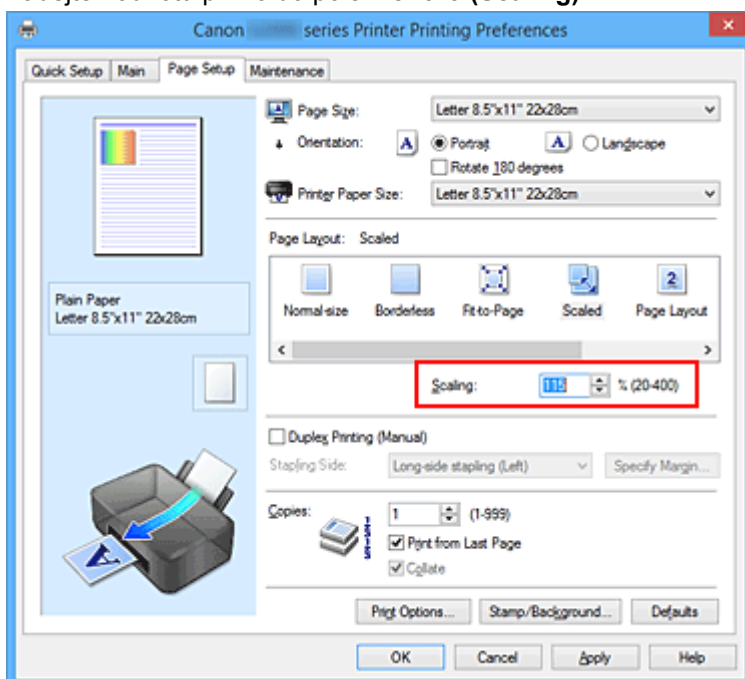 (Scaling)
Canon series Printer Printing Preferences
Quick Setup Main Page Setup Maintenance
Page Size: Letter 8.5"x11" 22x28cm
Orientation: A Portrait A Landscape
Rotate 180 degrees
Printer Paper Size: Letter 8.5"x11" 22x28cm
Page Layout: Scaled
Normal-size Borderless Fit-to-Page Scaled 2 Page Layout
Plain Paper
Letter 8.5"x11" 22x28cm
Scaling: 115 % (20-400)
Duplex Printing (Manual)
Stapling Side: Long-side stapling (Left) Specify Margin...
Copies: 1 (1-999)
Print from Last Page
Collate
Print Options... Stamp/Background... Defaults
OK Cancel Apply Help